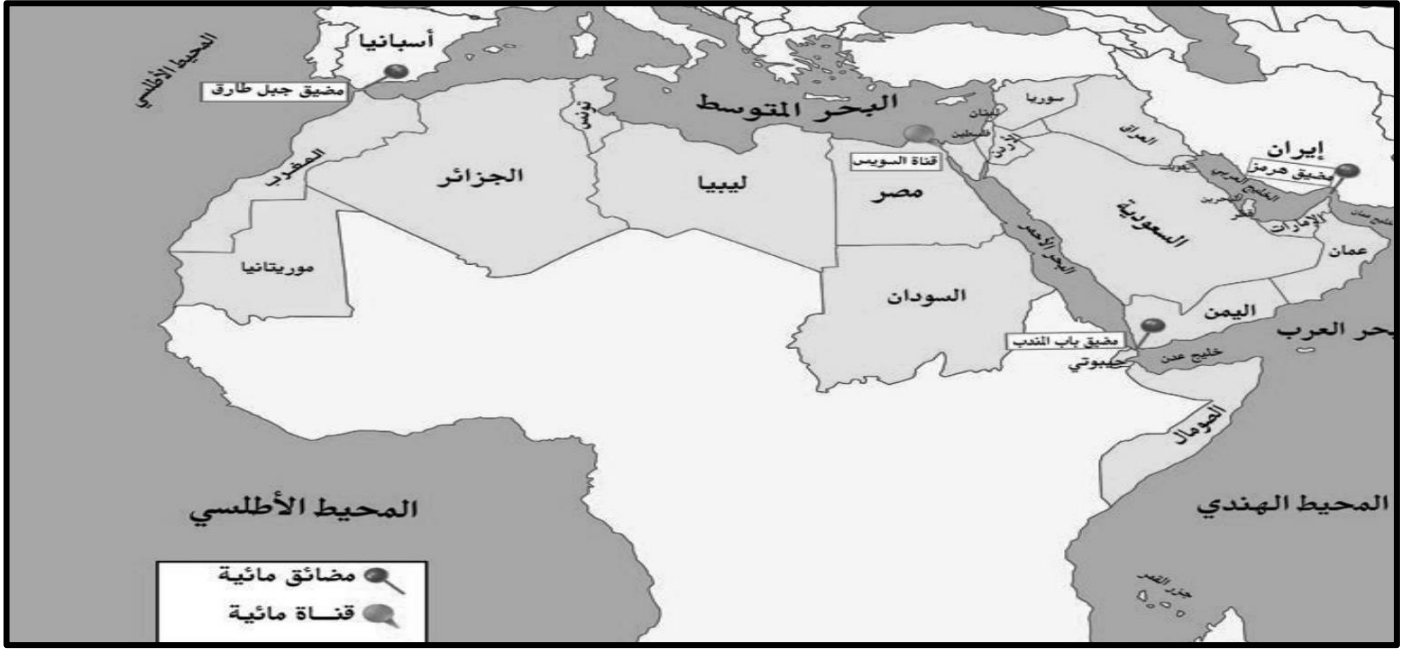 المحيط الأطلسي
أسبانيا
مضيق جبل طارق
البحر المتوسط
سوريا
لبنان
فلسطين
العراق
الأردن
إيران
مضيق هرمز
تونس
المغرب
الجزائر
ليبيا
قناة السويس
مصر
الكويت
الخليج العربي
البحرين
قطر
الإمارات
خليج عمان
السعودية
عمان
البحر الأحمر
موريتانيا
السودان
اليمن
بحر العرب
مضيق باب المندب
خليج عدن
جيبوتي
الصومال
المحيط الأطلسي
المحيط الهندي
جزر القمر
مضائق مائية
قناة مائية